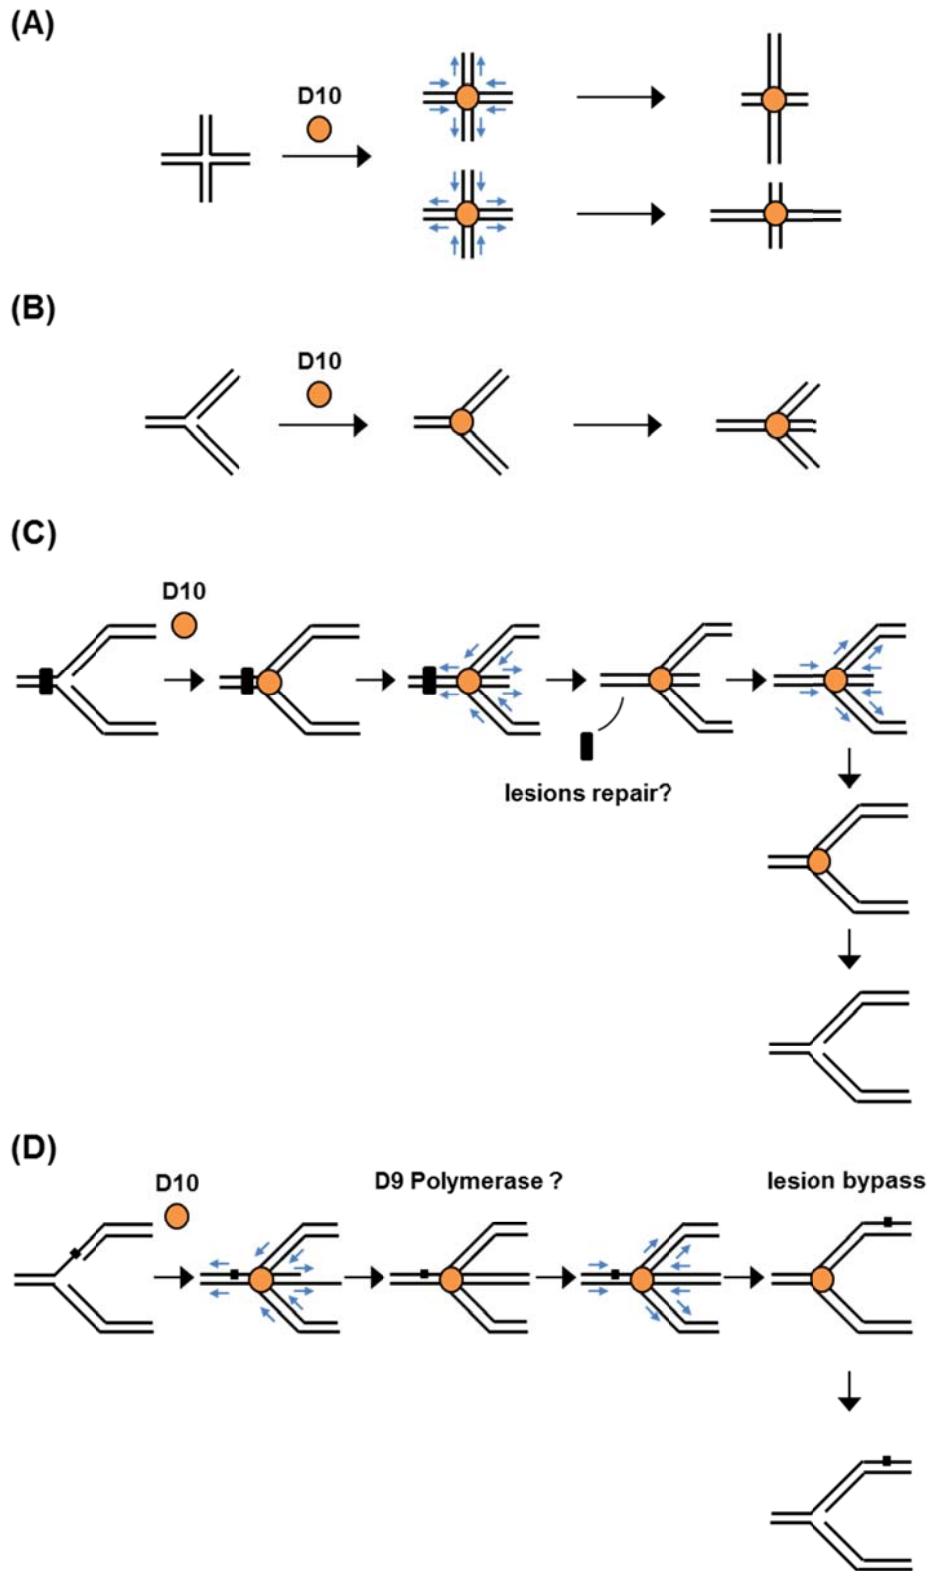 (A)
D10
(B)
D10
(C)
D10
lesions repair?
(D)
D10
D9 Polymerase ?
lesion bypass